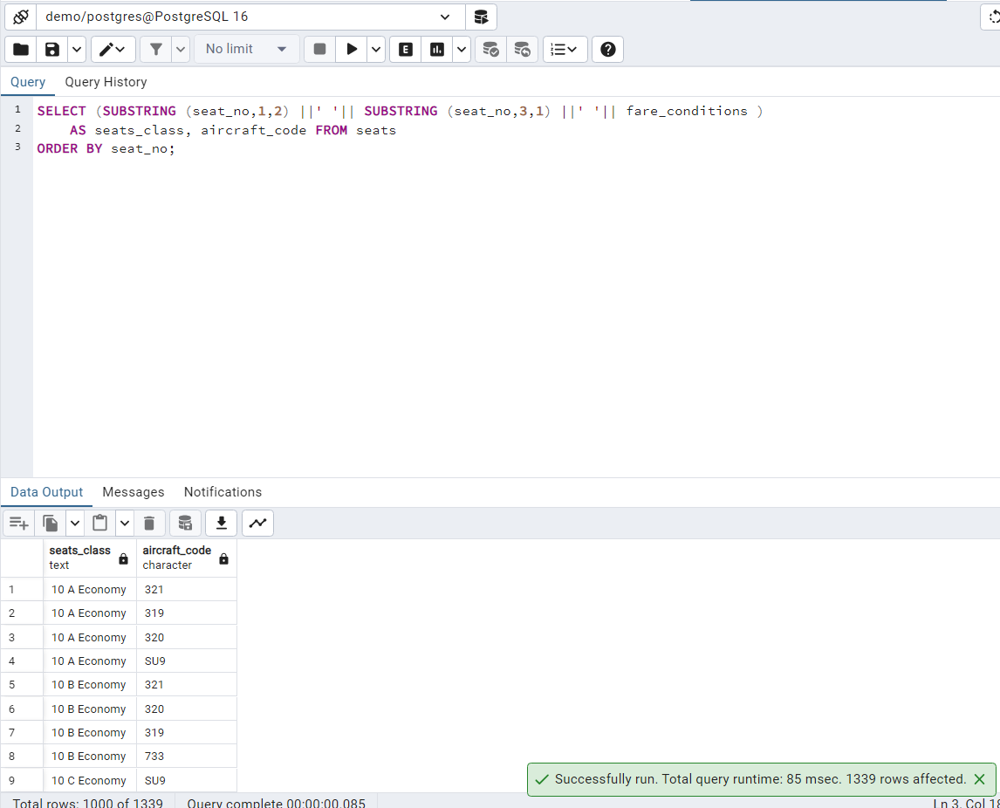 demo/postgres@PostgreSQL 16
No limit
E
Query Query History
1 SELECT (SUBSTRING (seat_no,1,2) ||' '|| SUBSTRING (seat_no,3,1) ||' '|| fare_conditions )
2 AS seats_class, aircraft_code FROM seats
3 ORDER BY seat_no;
Data Output Messages Notifications
seats_class aircraft_code
text character
1 10 A Economy 321
2 10 A Economy 319
3 10 A Economy 320
4 10 A Economy SU9
5 10 B Economy 321
6 10 B Economy 320
7 10 B Economy 319
8 10 B Economy 733
9 10 C Economy SU9
Successfully run. Total query runtime: 85 msec. 1339 rows affected.
Total rows: 1000 of 1339 Query complete 00:00:00.085 Ln 3, Col 18